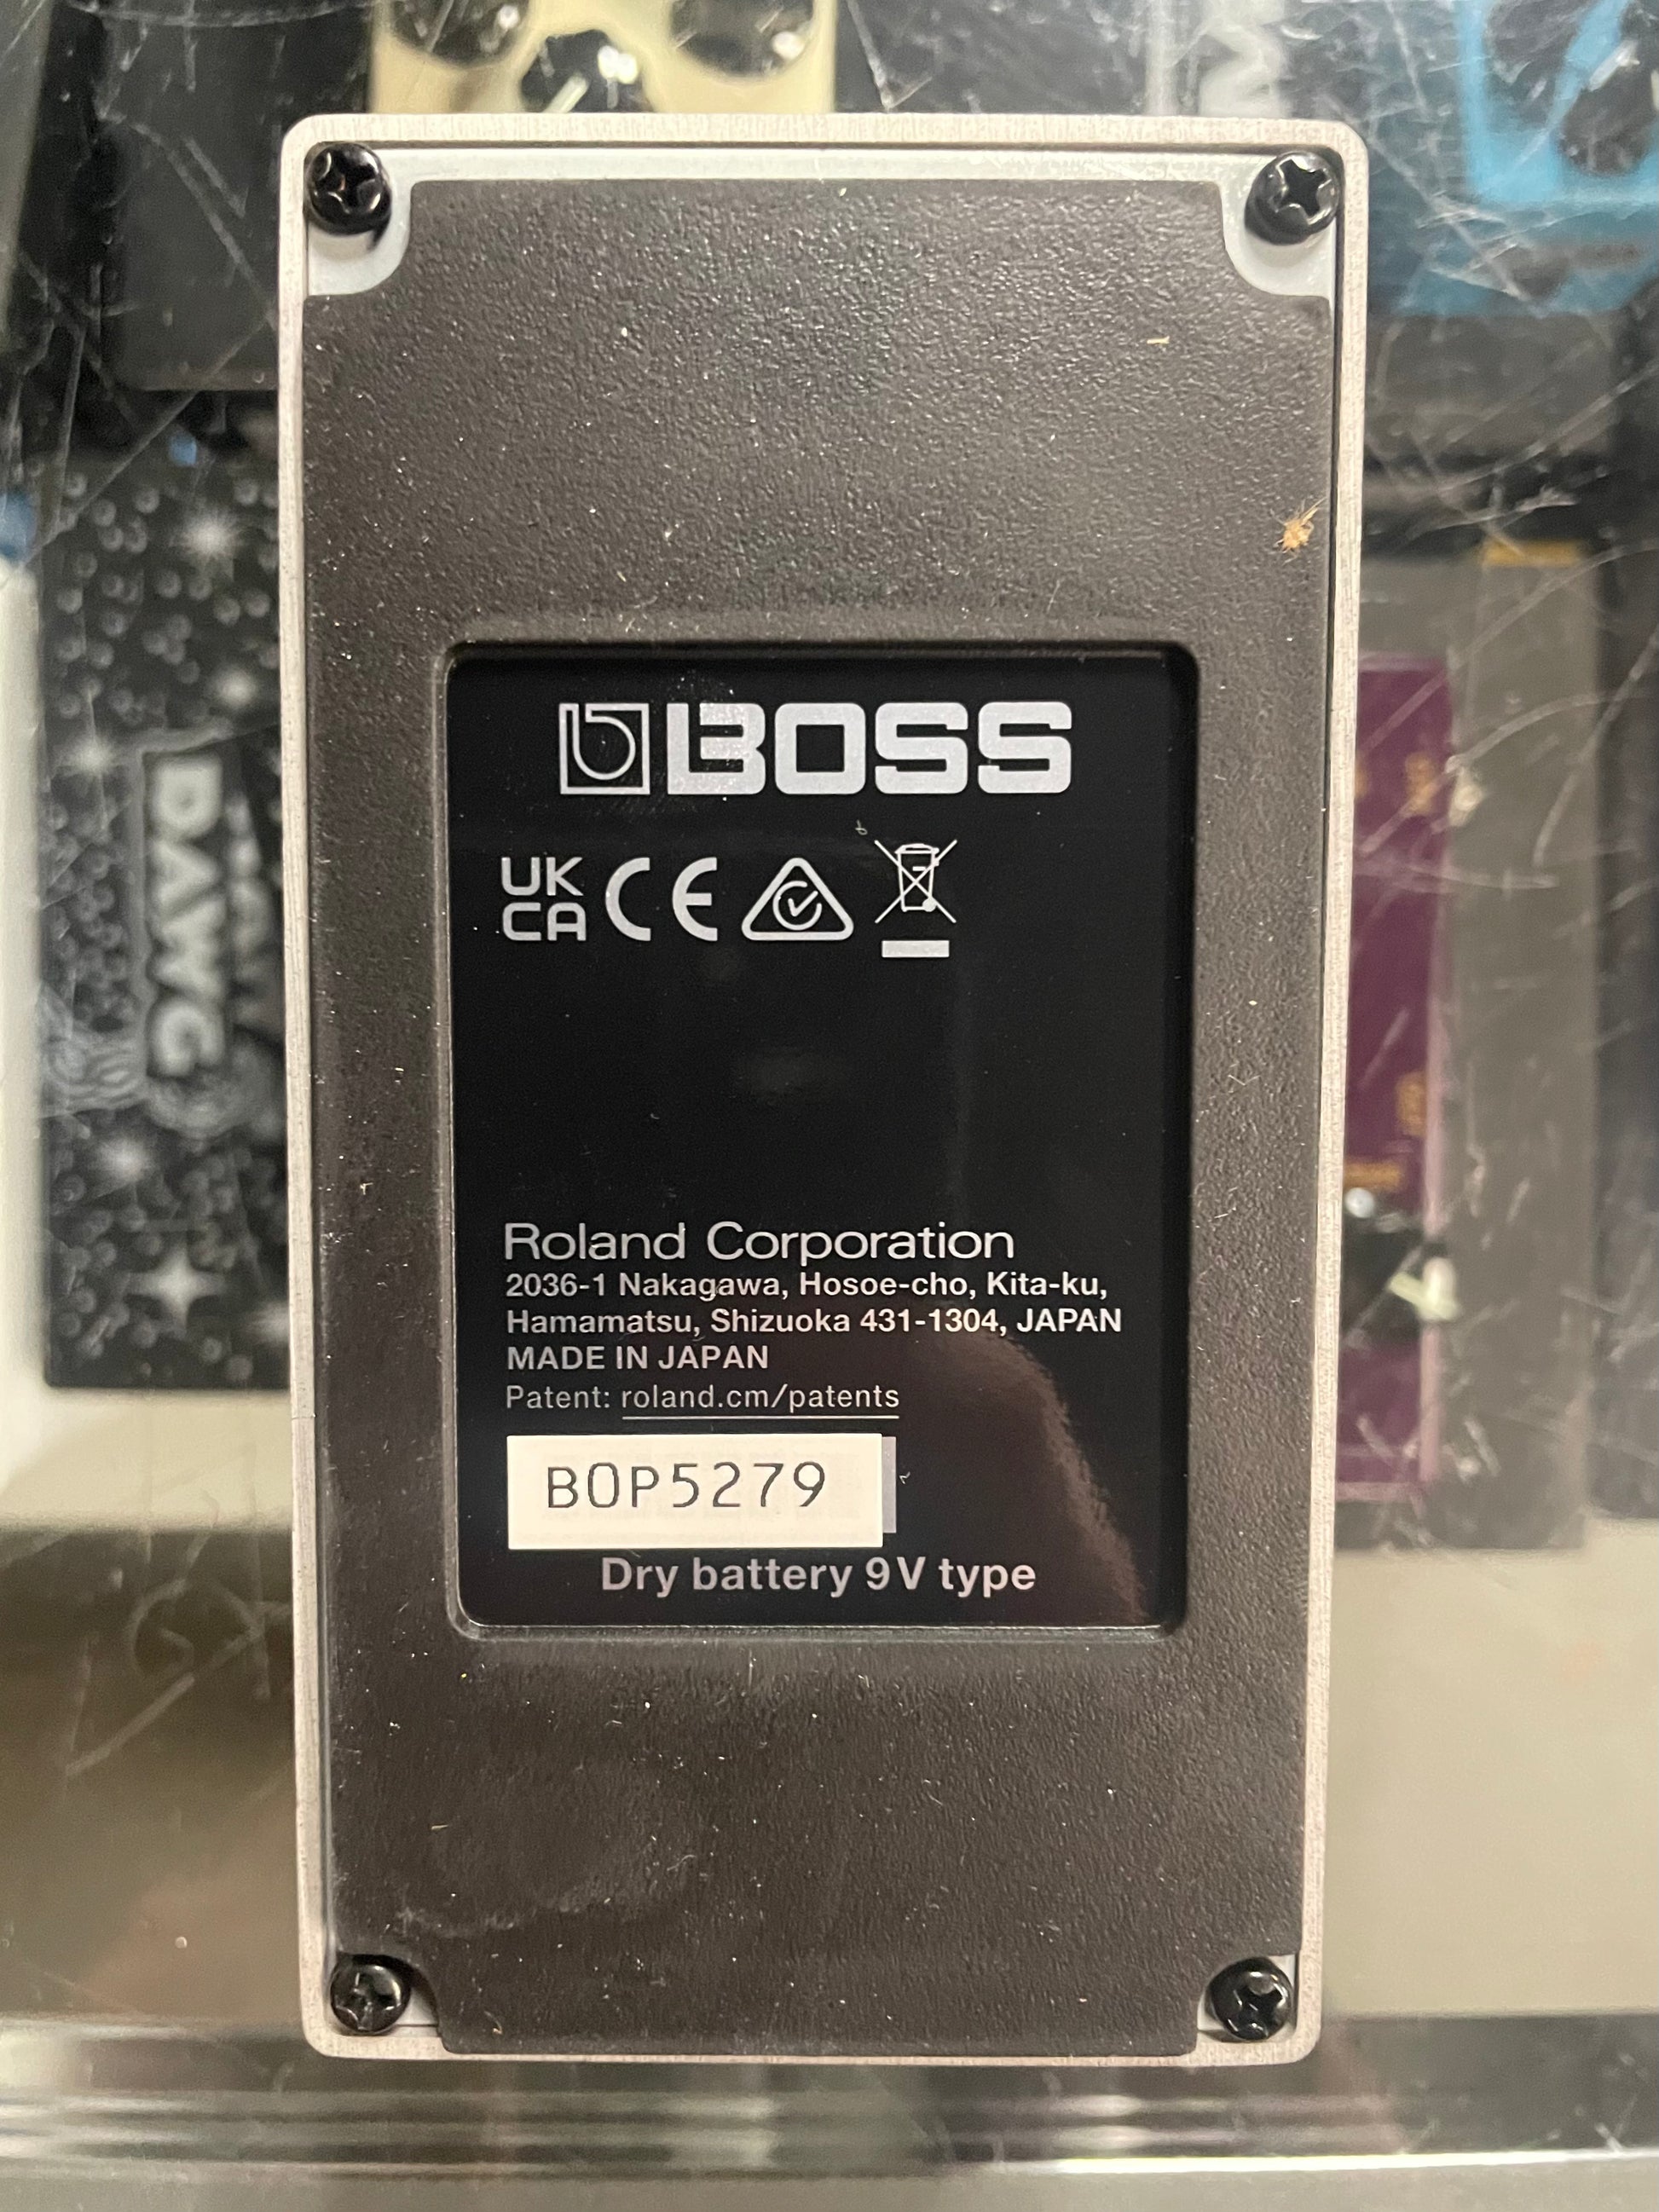 BOSS
UK
CA CE
Roland Corporation
2036-1 Nakagawa, Hosoe-cho, Kita-ku,
Hamamatsu, Shizuoka 431-1304, JAPAN
MADE IN JAPAN
Patent: roland.cm/patents
B0P5279
Dry battery 9V type
DAWG